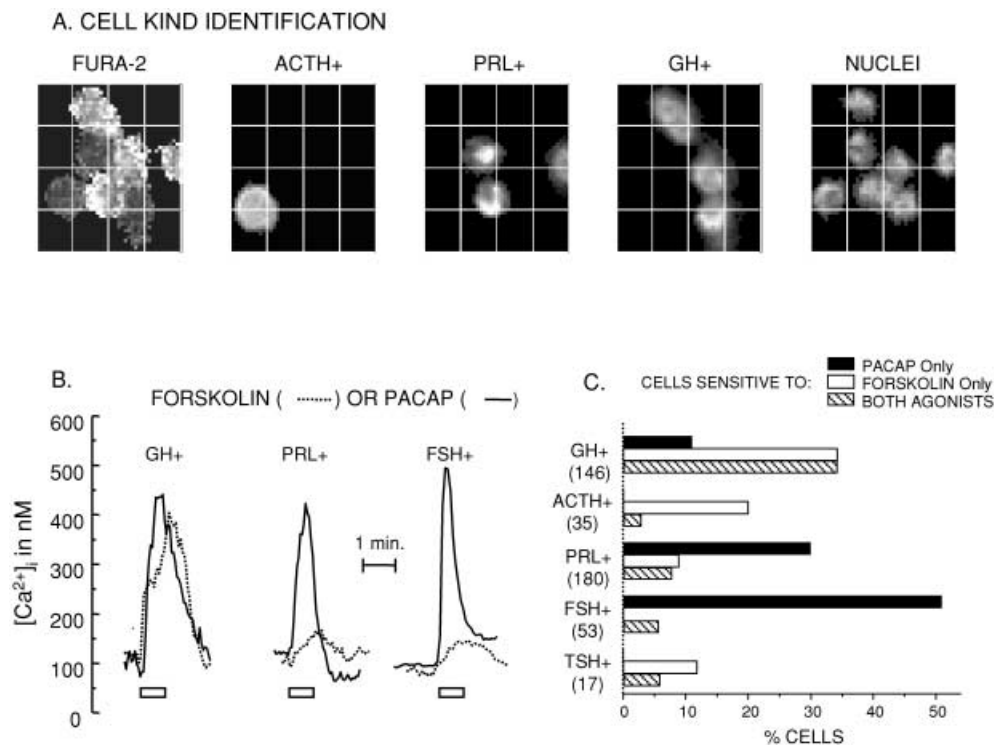 A. CELL KIND IDENTIFICATION
FURA-2 ACTH+ PRL+ GH+ NUCLEI
B.
FORSKOLIN ( ········ ) OR PACAP ( — )
600
500
400
300
200
100
0
[Ca²⁺]ᵢ in nM
GH+ PRL+ FSH+
1 min.
C.
CELLS SENSITIVE TO:
PACAP Only
FORSKOLIN Only
BOTH AGONISTS
GH+
(146)
ACTH+
(35)
PRL+
(180)
FSH+
(53)
TSH+
(17)
0 10 20 30 40 50
% CELLS